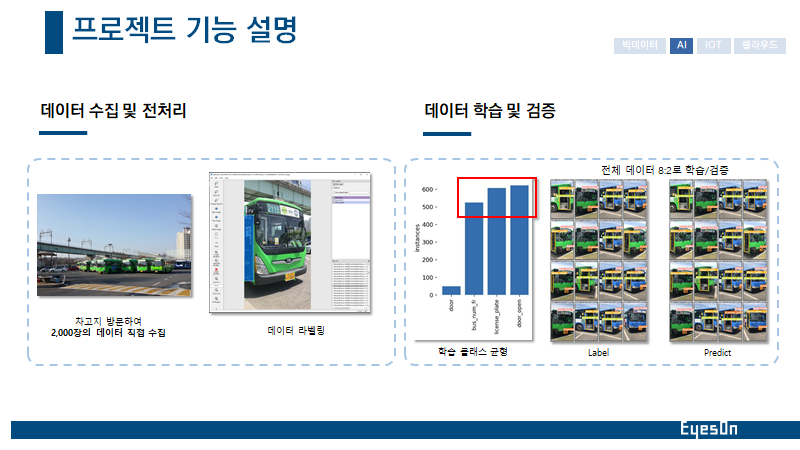 프로젝트 기능 설명
빅데이터
AI
IOT
클라우드
데이터 수집 및 전처리
차고지 방문하여
2,000장의 데이터 직접 수집
2115
데이터 라벨링
데이터 학습 및 검증
전체 데이터 8:2로 학습/검증
600
500
400
300
200
100
0
instances
door
bus_num_fr
license_plate
door_open
학습 클래스 균형
Label
Predict
EyesOn